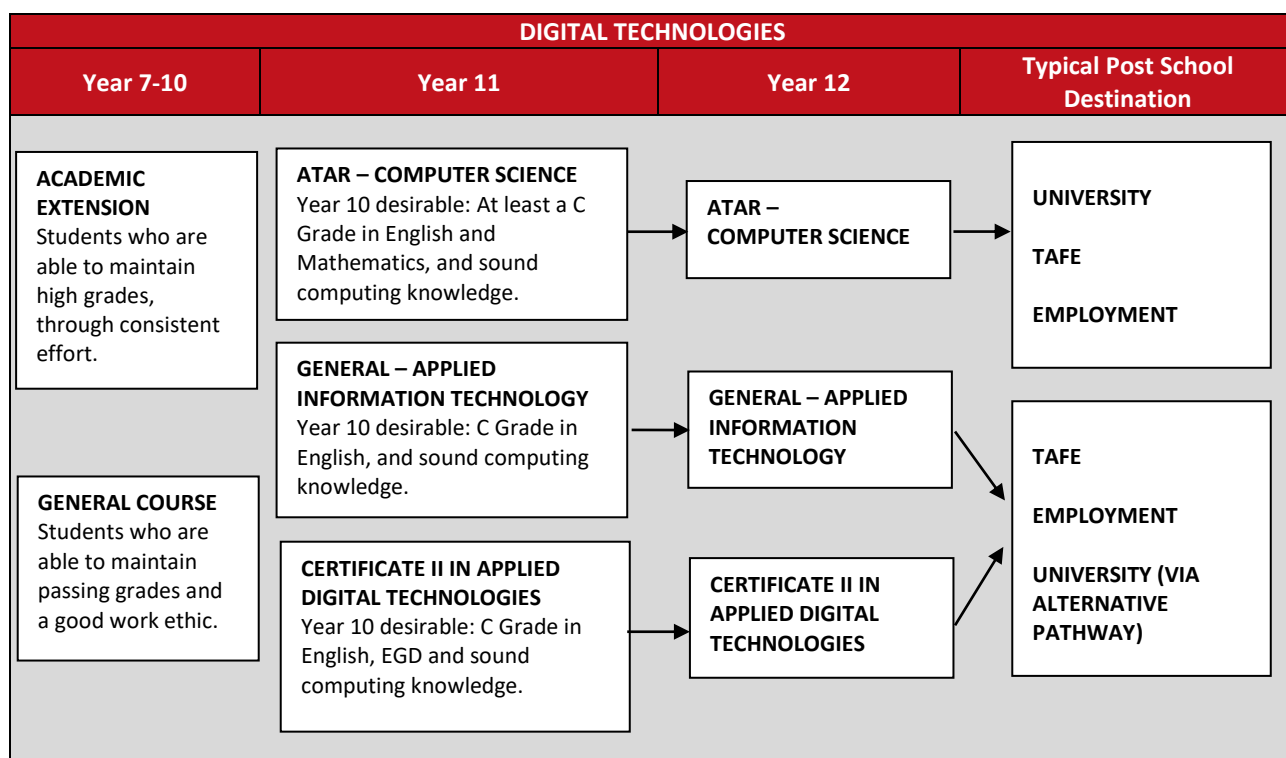 DIGITAL TECHNOLOGIES
Year 7-10
Year 11
Year 12
Typical Post School
Destination
ACADEMIC
EXTENSION
Students who are
able to maintain
high grades,
through consistent
effort.
GENERAL COURSE
Students who are
able to maintain
passing grades and
a good work ethic.
ATAR – COMPUTER SCIENCE
Year 10 desirable: At least a C
Grade in English and
Mathematics, and sound
computing knowledge.
GENERAL – APPLIED
INFORMATION TECHNOLOGY
Year 10 desirable: C Grade in
English, and sound computing
knowledge.
CERTIFICATE II IN APPLIED
DIGITAL TECHNOLOGIES
Year 10 desirable: C Grade in
English, EGD and sound
computing knowledge.
ATAR –
COMPUTER SCIENCE
GENERAL – APPLIED
INFORMATION
TECHNOLOGY
CERTIFICATE II IN
APPLIED DIGITAL
TECHNOLOGIES
UNIVERSITY
TAFE
EMPLOYMENT
TAFE
EMPLOYMENT
UNIVERSITY (VIA
ALTERNATIVE
PATHWAY)